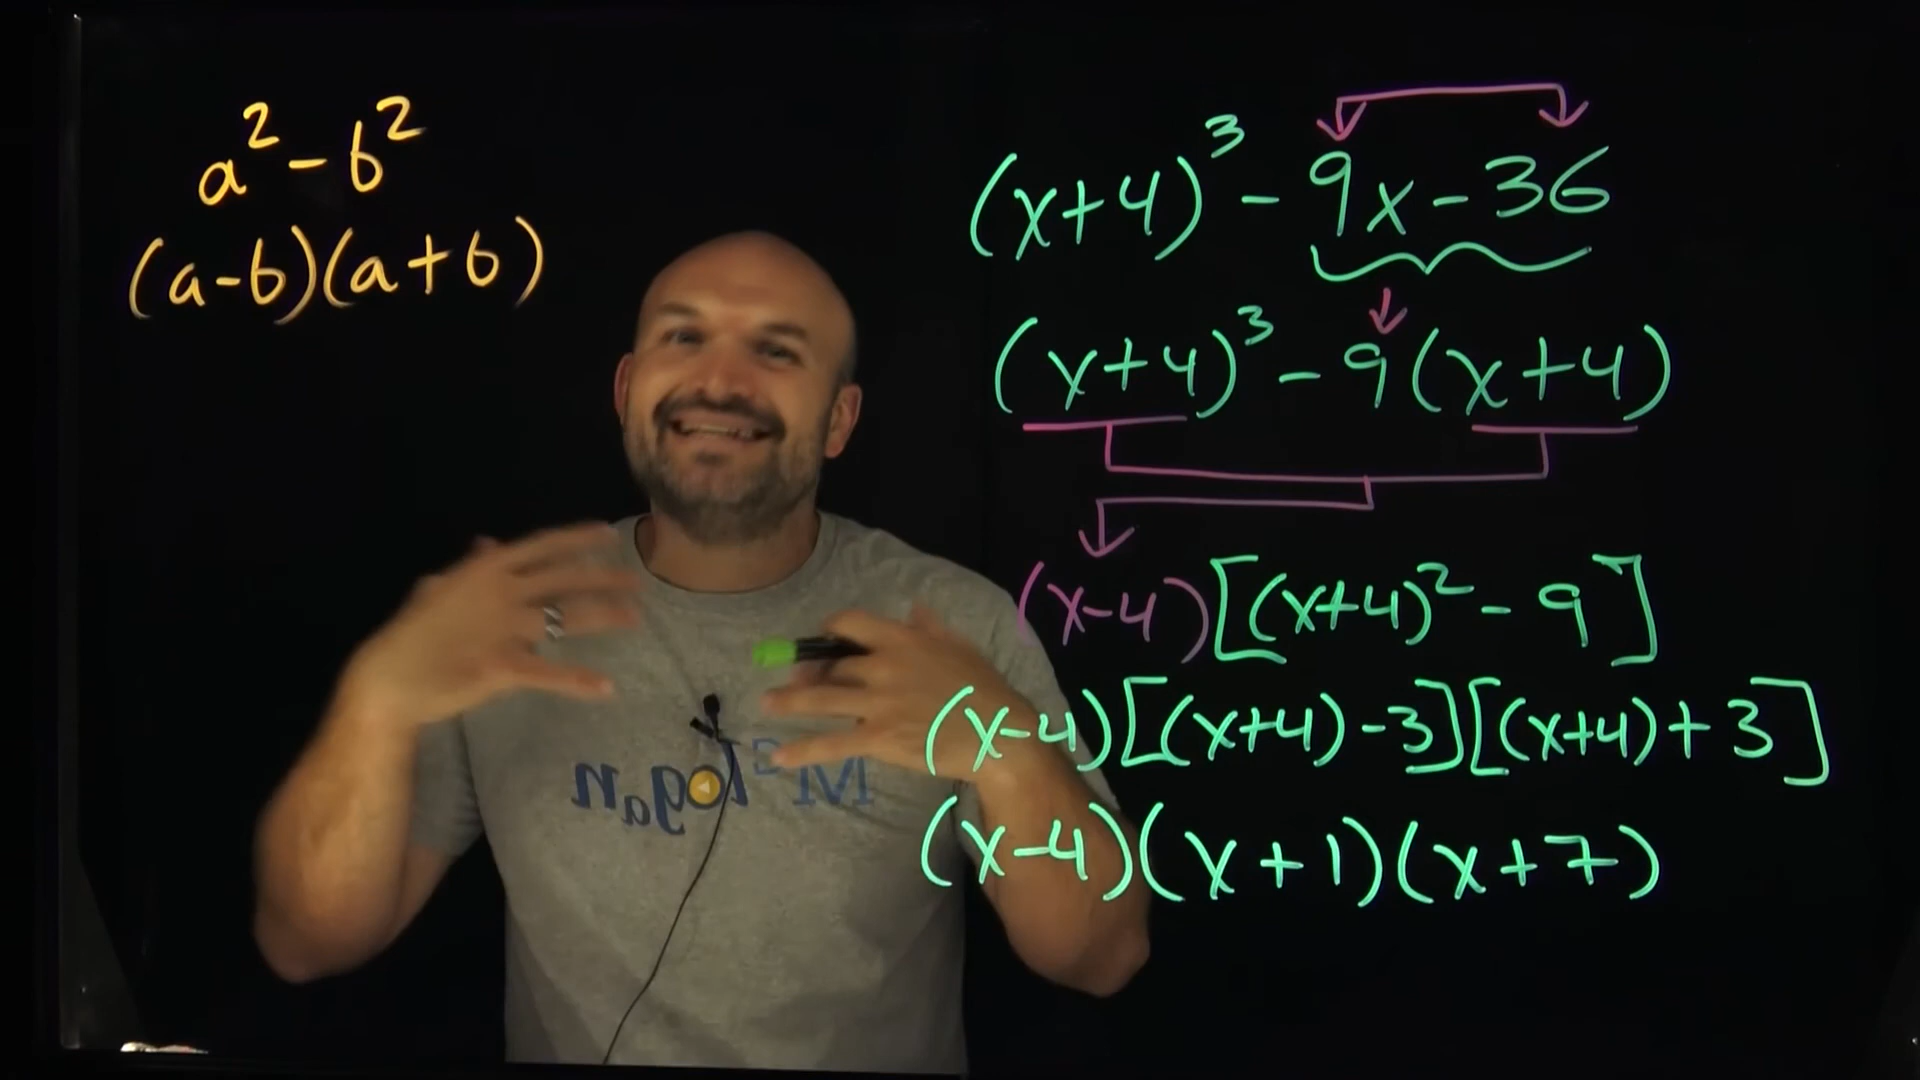 a² - b²
(a-b)(a+b)
(x+4)³ - 9x - 36
(x+4)³ - 9(x+4)
(x-4)[(x+4)² - 9]
(x-4)[(x+4)-3][(x+4)+3]
(x-4)(x+1)(x+7)